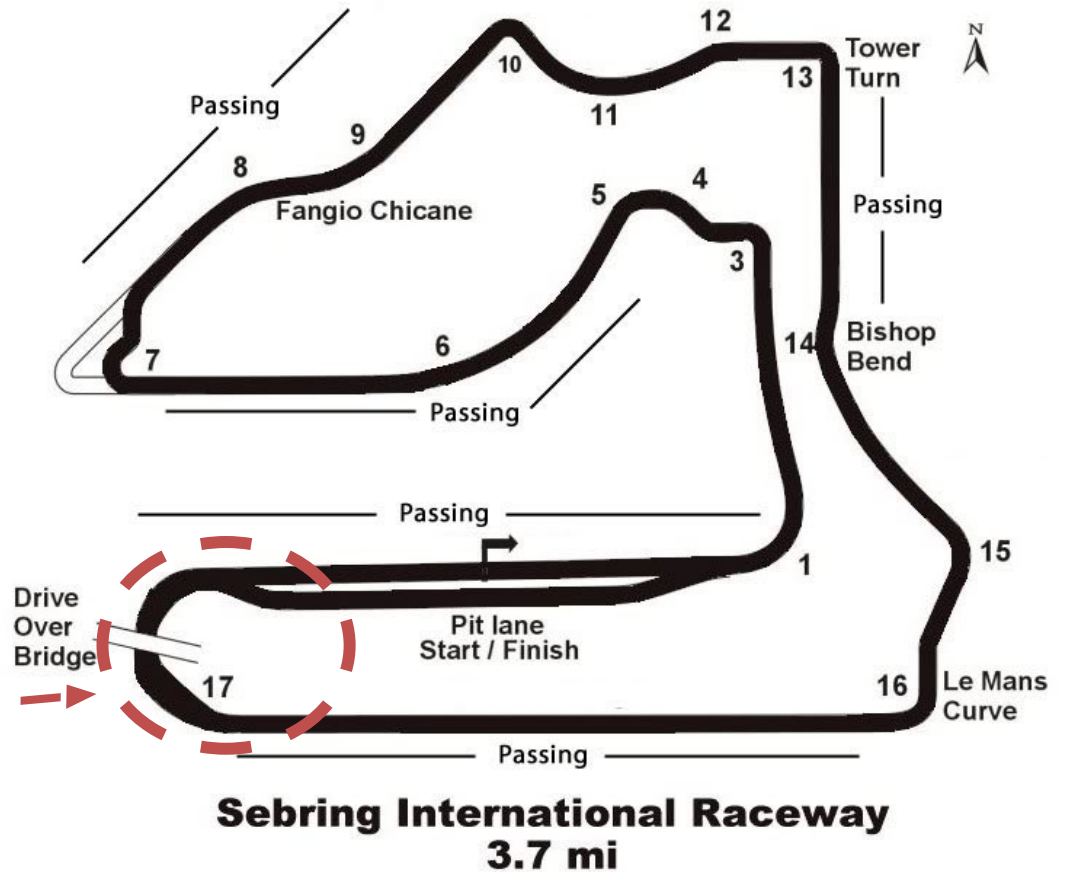 12
N
Tower
Turn
13
10
Passing
11
9
8
Fangio Chicane
5
4
3
Passing
7
6
14
Bishop
Bend
Passing
Passing
1
15
Drive
Over
Bridge
Pit lane
Start / Finish
17
16
Le Mans
Curve
Passing
Sebring International Raceway
3.7 mi